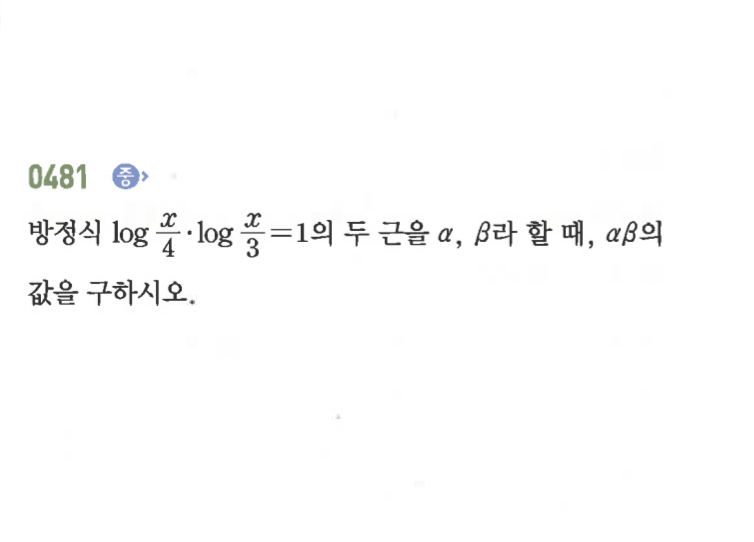 0481 중
방정식 log x/4 · log x/3 = 1의 두 근을 α, β라 할 때, αβ의
값을 구하시오.